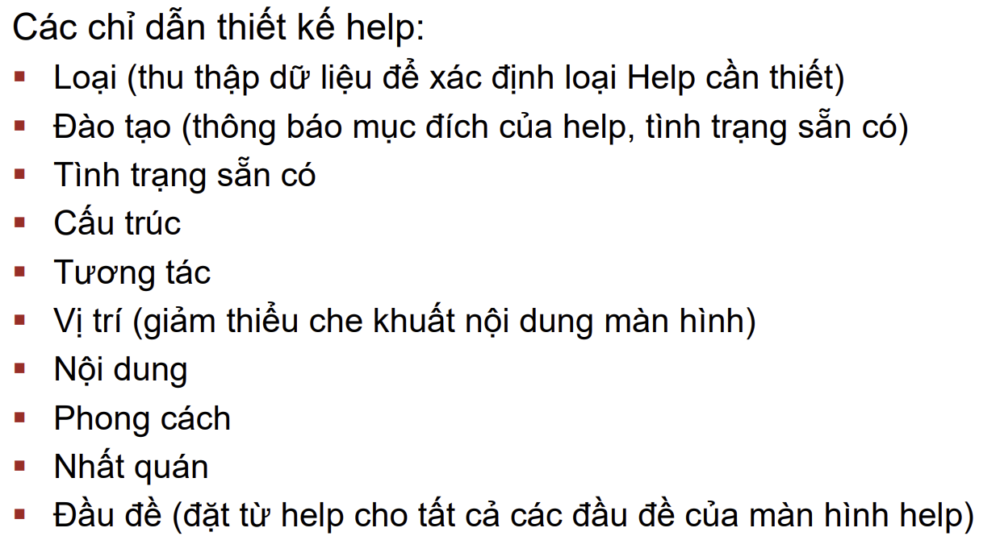 Các chỉ dẫn thiết kế help:
▪ Loại (thu thập dữ liệu để xác định loại Help cần thiết)
▪ Đào tạo (thông báo mục đích của help, tình trạng sẵn có)
▪ Tình trạng sẵn có
▪ Cấu trúc
▪ Tương tác
▪ Vị trí (giảm thiểu che khuất nội dung màn hình)
▪ Nội dung
▪ Phong cách
▪ Nhất quán
▪ Đầu đề (đặt từ help cho tất cả các đầu đề của màn hình help)